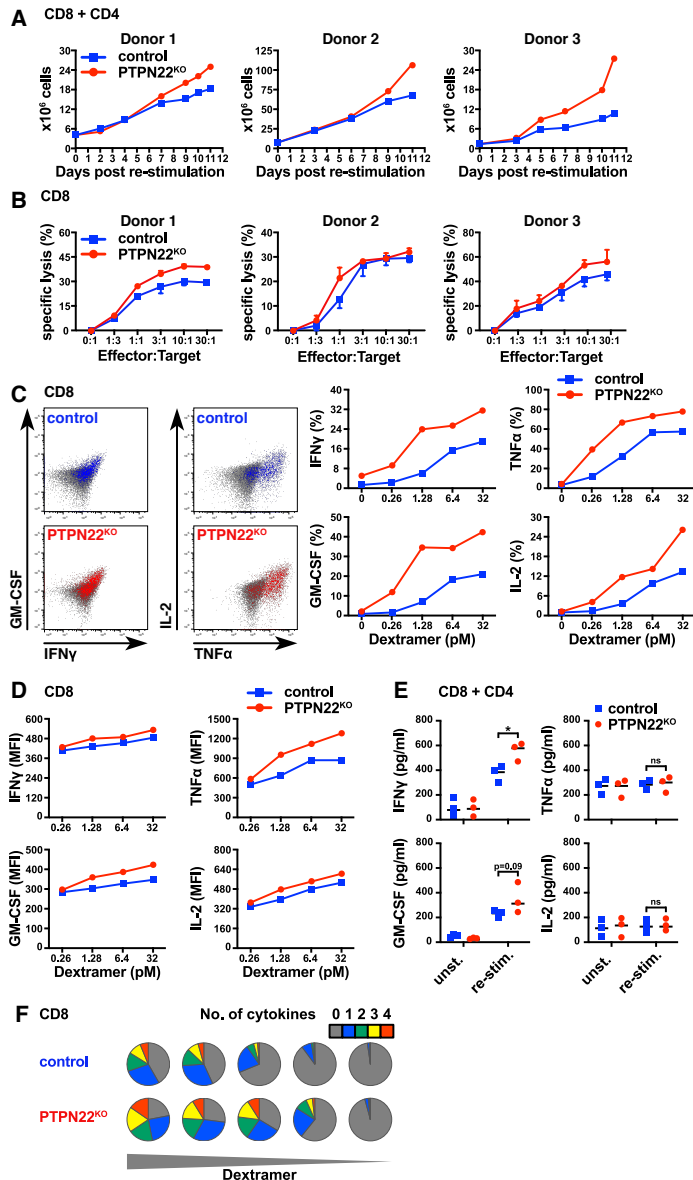 A CD8 + CD4
Donor 1 Donor 2 Donor 3
control
PTPN22KO
x10⁶ cells
30 24 18 12 6 0
0 1 2 3 4 5 6 7 8 9 10 11 12
Days post re-stimulation
x10⁶ cells
125 100 75 50 25 0
0 1 2 3 4 5 6 7 8 9 10 11 12
Days post re-stimulation
x10⁶ cells
30 24 18 12 6 0
0 1 2 3 4 5 6 7 8 9 10 11 12
Days post re-stimulation
B CD8
Donor 1 Donor 2 Donor 3
control
PTPN22KO
specific lysis (%)
60 45 30 15 0
0:1 1:3 1:1 3:1 10:1 30:1
Effector:Target
specific lysis (%)
50 40 30 20 10 0
0:1 1:3 1:1 3:1 10:1 30:1
Effector:Target
specific lysis (%)
80 60 40 20 0
0:1 1:3 1:1 3:1 10:1 30:1
Effector:Target
C CD8
control
PTPN22KO
control control
PTPN22KO PTPN22KO
GM-CSF
IFNγ
IL-2
TNFα
IFNγ (%)
40 32 24 16 8 0
0 0.26 1.28 6.4 32
TNFα (%)
100 80 60 40 20 0
0 0.26 1.28 6.4 32
GM-CSF (%)
50 40 30 20 10 0
0 0.26 1.28 6.4 32
Dextramer (pM)
IL-2 (%)
30 20 10 0
0 0.26 1.28 6.4 32
Dextramer (pM)
D CD8
control
PTPN22KO
IFNγ (MFI)
600 480 360 240 0
0.26 1.28 6.4 32
TNFα (MFI)
1500 1200 900 600 300 0
0.26 1.28 6.4 32
GM-CSF (MFI)
500 400 300 200 100 0
0.26 1.28 6.4 32
Dextramer (pM)
IL-2 (MFI)
800 600 400 200 0
0.26 1.28 6.4 32
Dextramer (pM)
E CD8 + CD4
control
PTPN22KO
IFNγ (pg/ml)
800 600 400 200 0
*
TNFα (pg/ml)
800 600 400 200 0
ns
GM-CSF (pg/ml)
800 600 400 200 0
p=0.09
unst. re-stim.
IL-2 (pg/ml)
800 600 400 200 0
ns
unst. re-stim.
F CD8
No. of cytokines
0 1 2 3 4
control
PTPN22KO
Dextramer